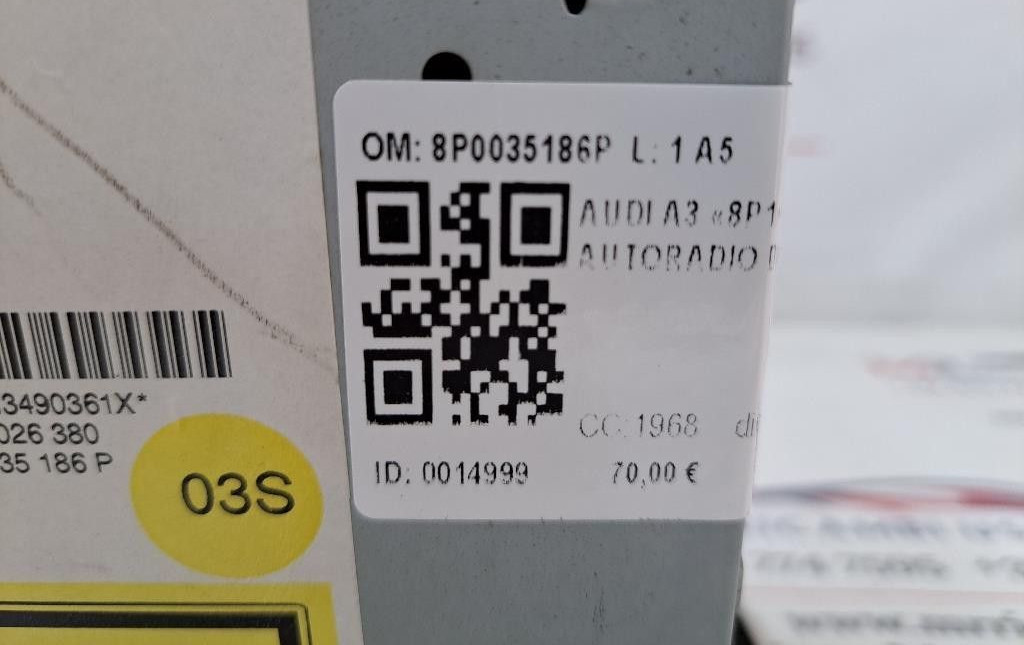 OM: 8P0035186P L: 1 A5
AUDI A3 «8P1
AUTORADIO
CC:1968
ID: 0014999 70,00 €
3490361X*
026 380
35 186 P
03S